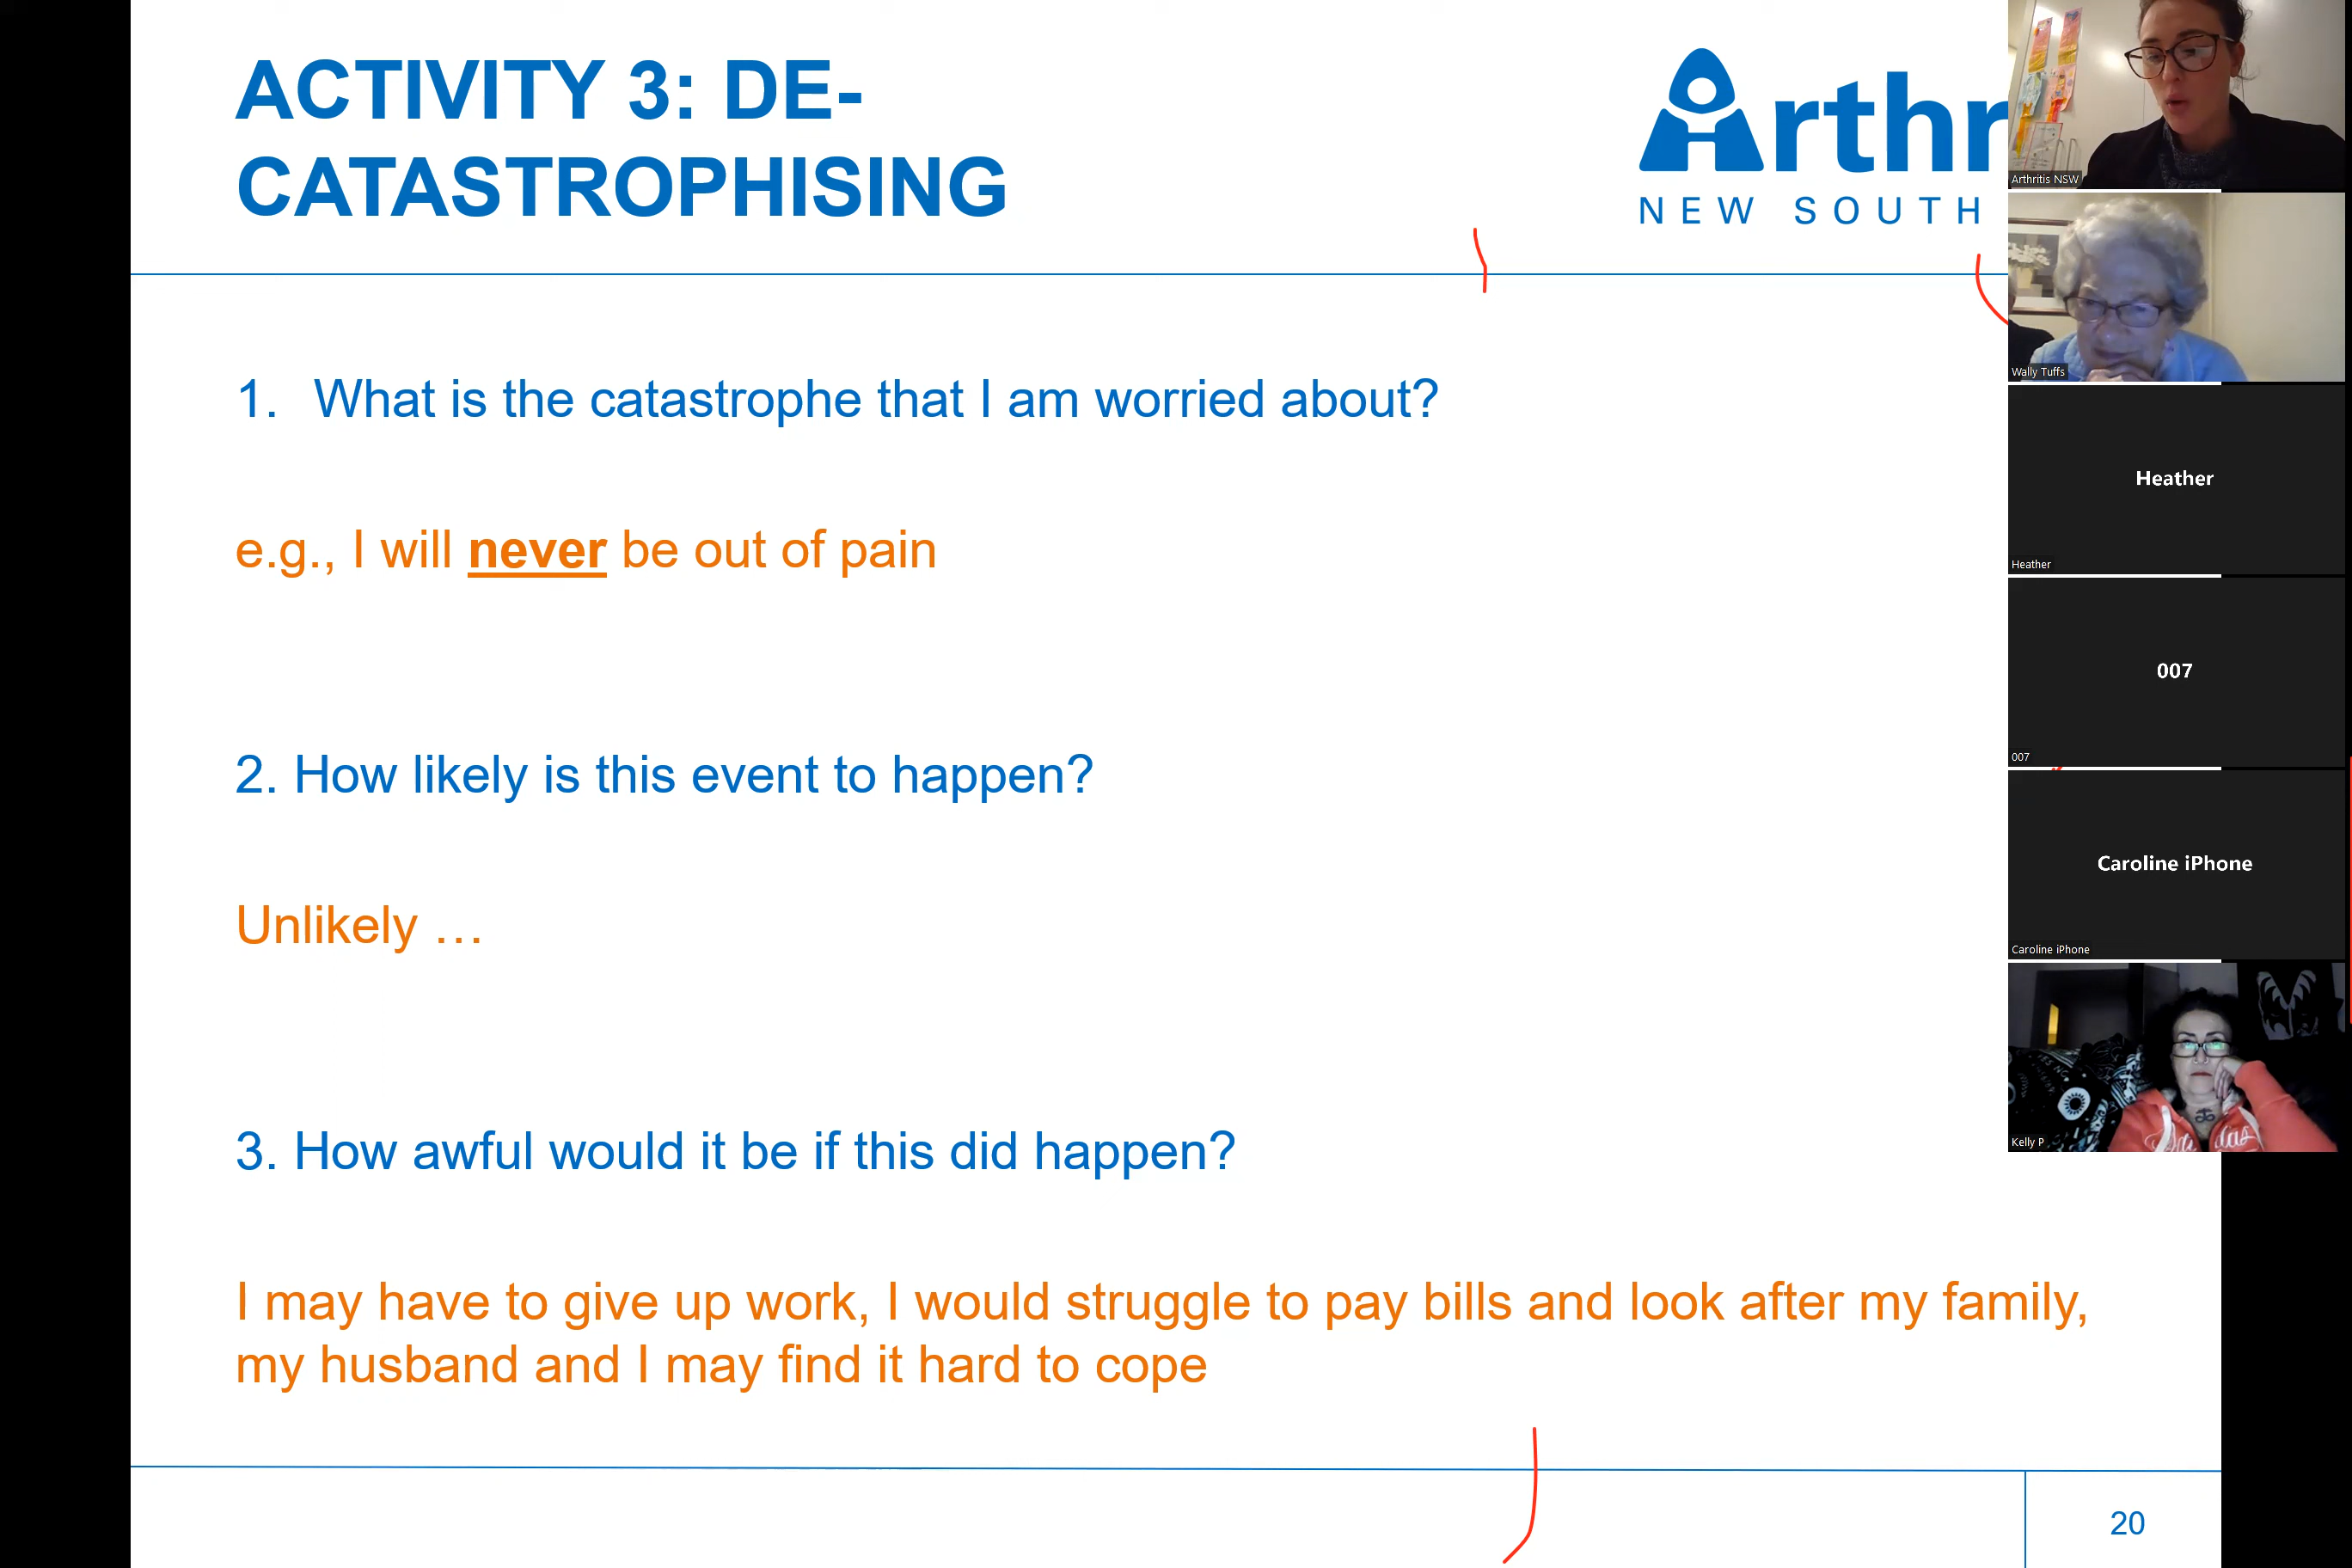 ACTIVITY 3: DE-
CATASTROPHISING
Arthr
NEW SOUTH
1. What is the catastrophe that I am worried about?
e.g., I will never be out of pain
2. How likely is this event to happen?
Unlikely …
3. How awful would it be if this did happen?
I may have to give up work, I would struggle to pay bills and look after my family,
my husband and I may find it hard to cope
20
Arthritis NSW
Wally Tuffs
Heather
Heather
007
007
Caroline iPhone
Caroline iPhone
Kelly P